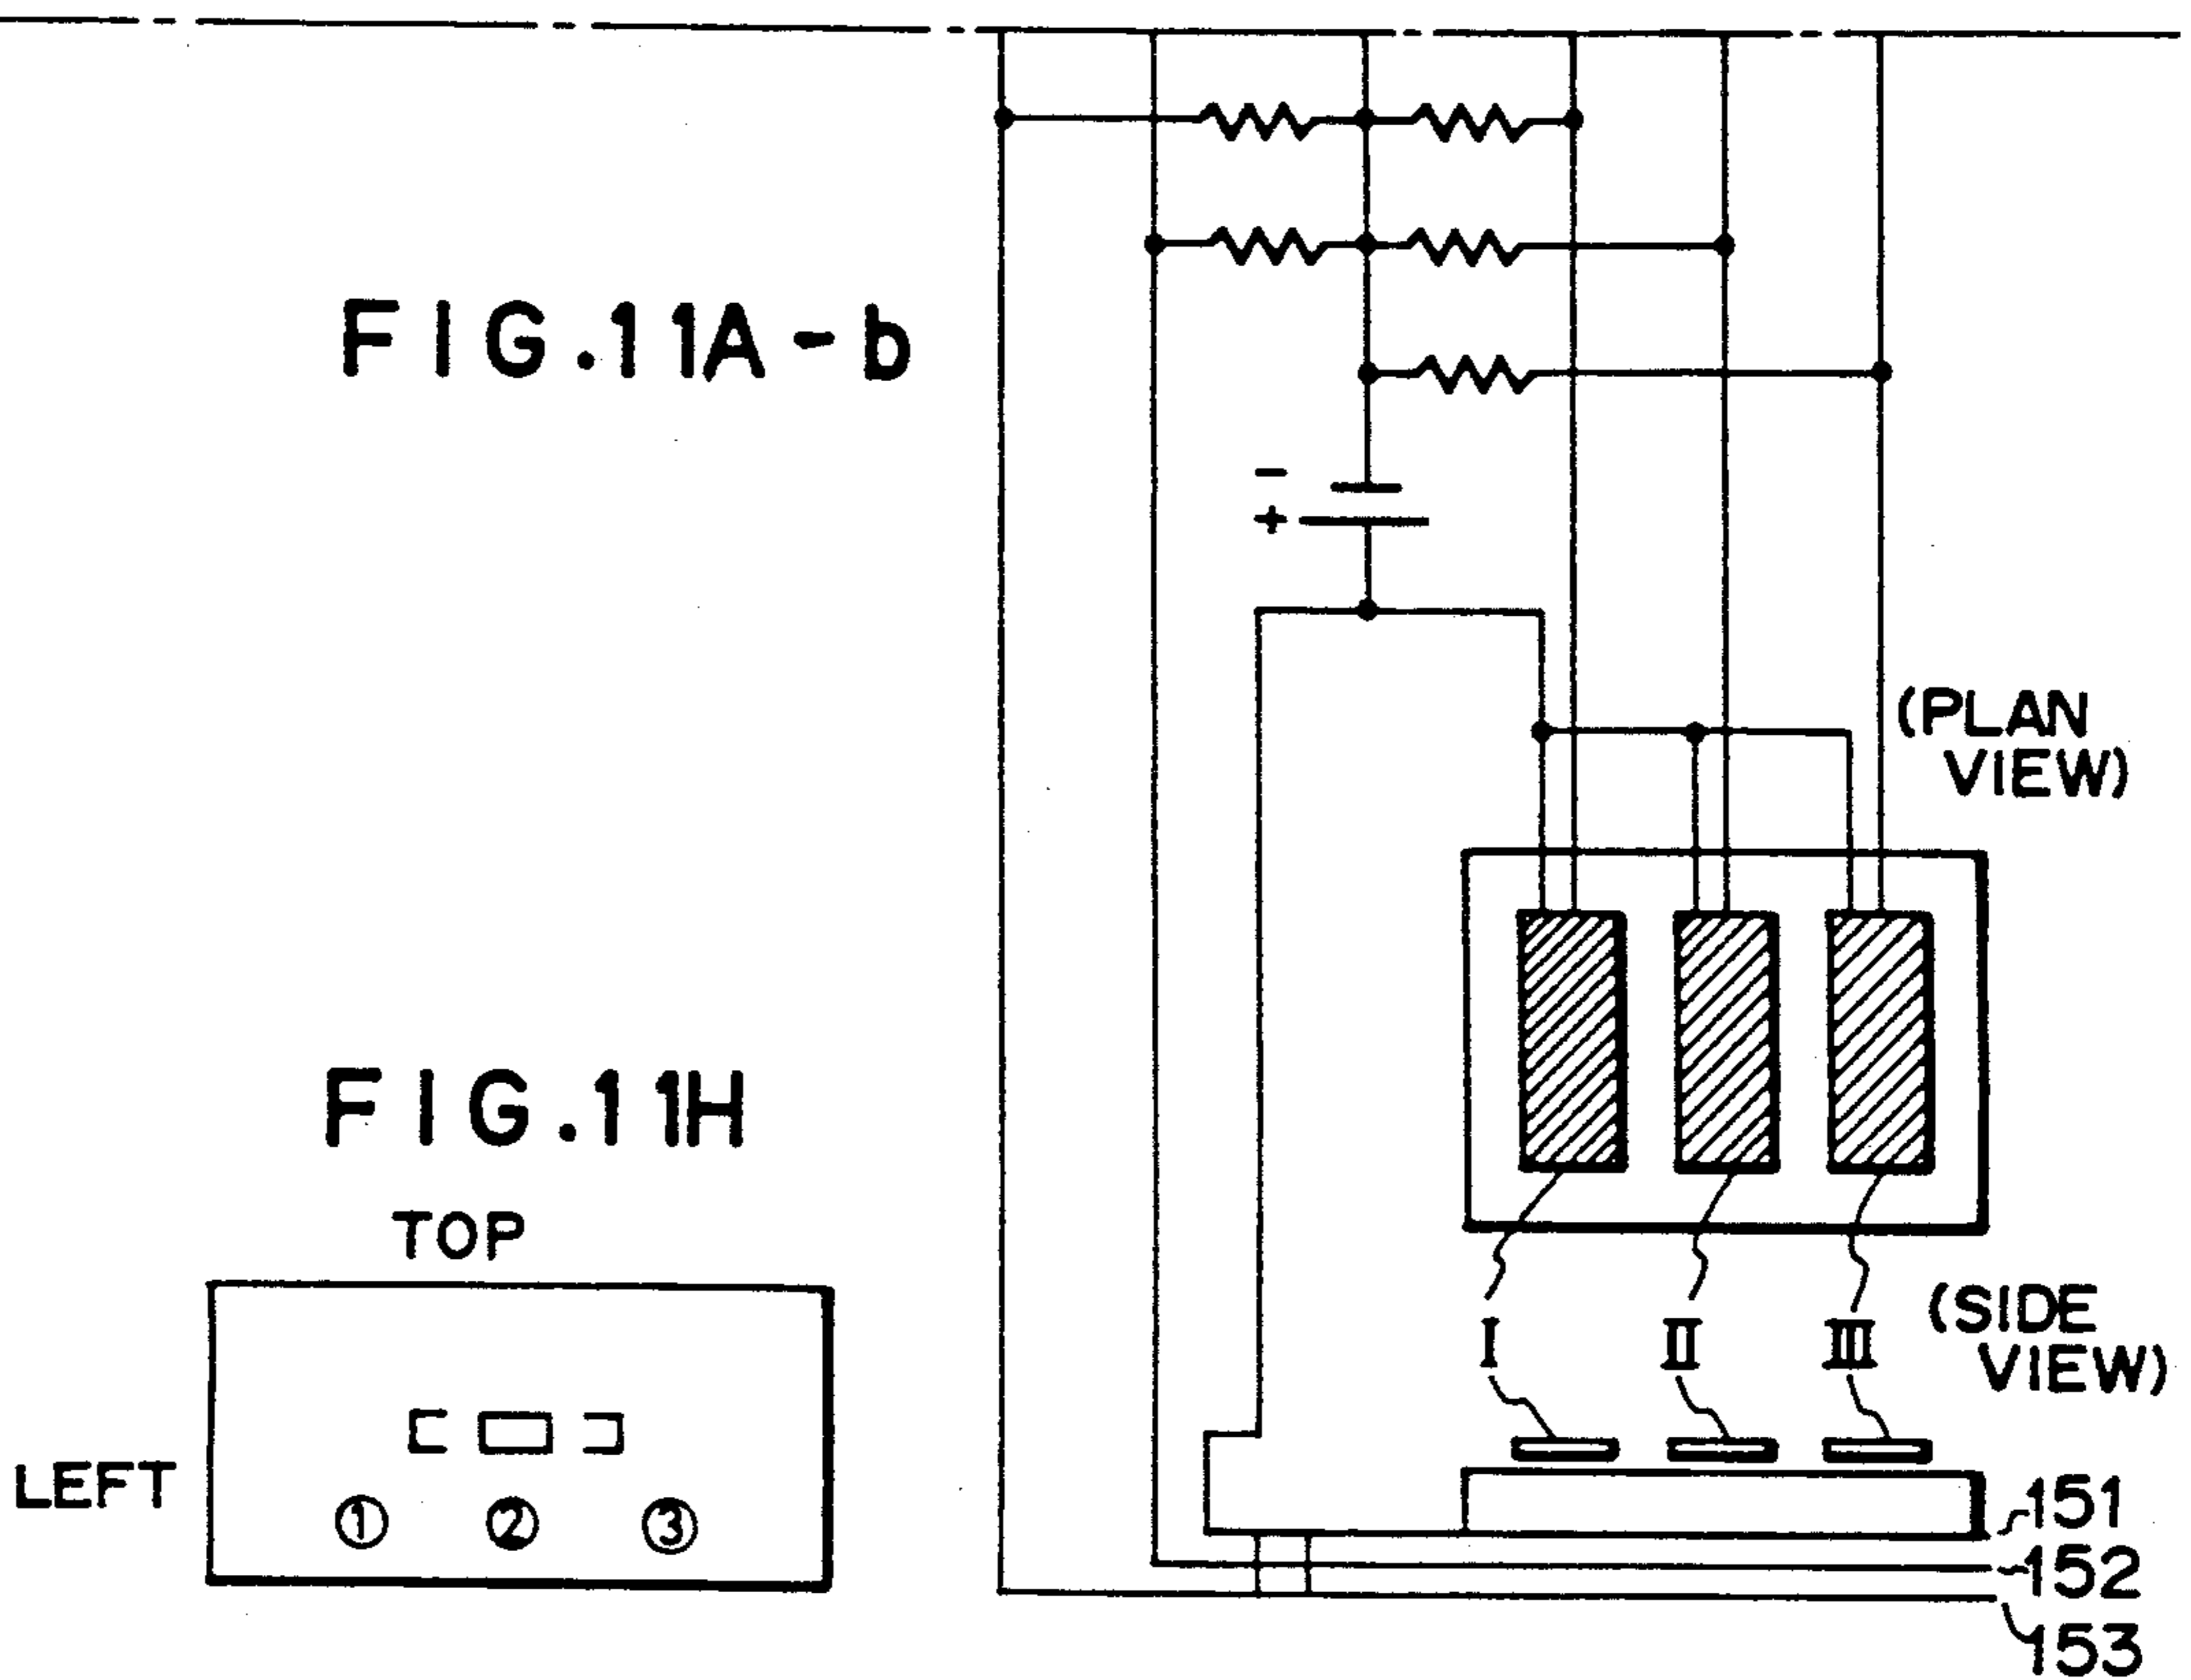 FIG.11A-b
-
+
(PLAN
VIEW)
FIG.11H
TOP
LEFT
① ② ③
I II III
(SIDE
VIEW)
151
152
153